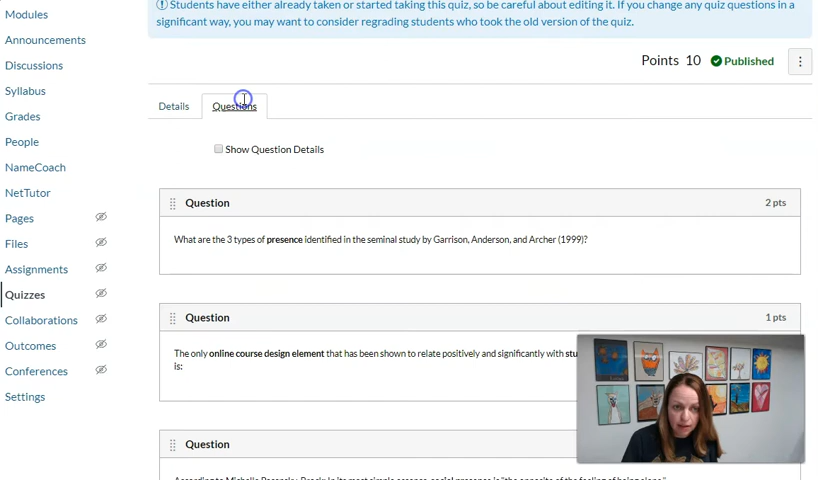 Modules
Announcements
Discussions
Syllabus
Grades
People
NameCoach
NetTutor
Pages
Files
Assignments
Quizzes
Collaborations
Outcomes
Conferences
Settings
Students have either already taken or started taking this quiz, so be careful about editing it. If you change any quiz questions in a
significant way, you may want to consider regrading students who took the old version of the quiz.
Points 10 Published
Details Questions
Show Question Details
Question 2 pts
What are the 3 types of presence identified in the seminal study by Garrison, Anderson, and Archer (1999)?
Question 1 pts
The only online course design element that has been shown to relate positively and significantly with
is:
Question